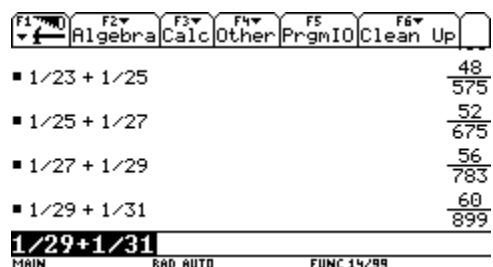 F1 F2 F3 F4 F5 F6
Algebra Calc Other PrgmIO Clean Up
1/23 + 1/25 48/575
1/25 + 1/27 52/675
1/27 + 1/29 56/783
1/29 + 1/31 60/899
1/29+1/31
MAIN RAD AUTO FUNC 14/99